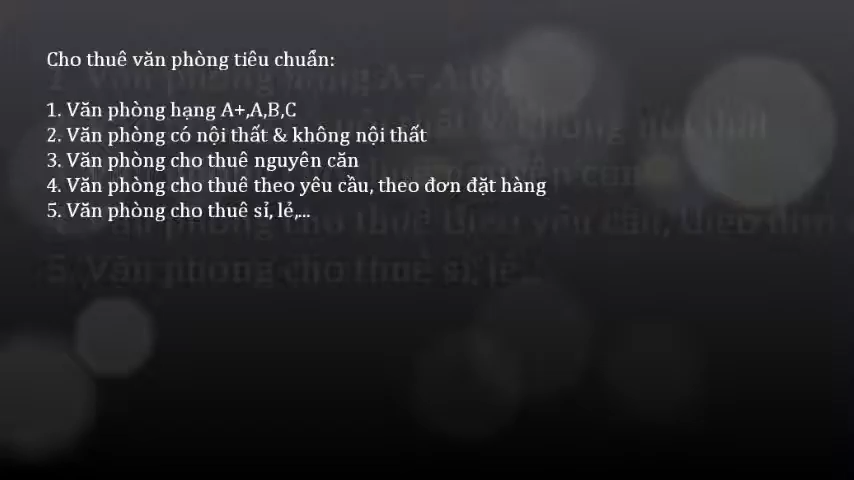 Cho thuê văn phòng tiêu chuẩn:
1. Văn phòng hạng A+,A,B,C
2. Văn phòng có nội thất & không nội thất
3. Văn phòng cho thuê nguyên căn
4. Văn phòng cho thuê theo yêu cầu, theo đơn đặt hàng
5. Văn phòng cho thuê sỉ, lẻ,...